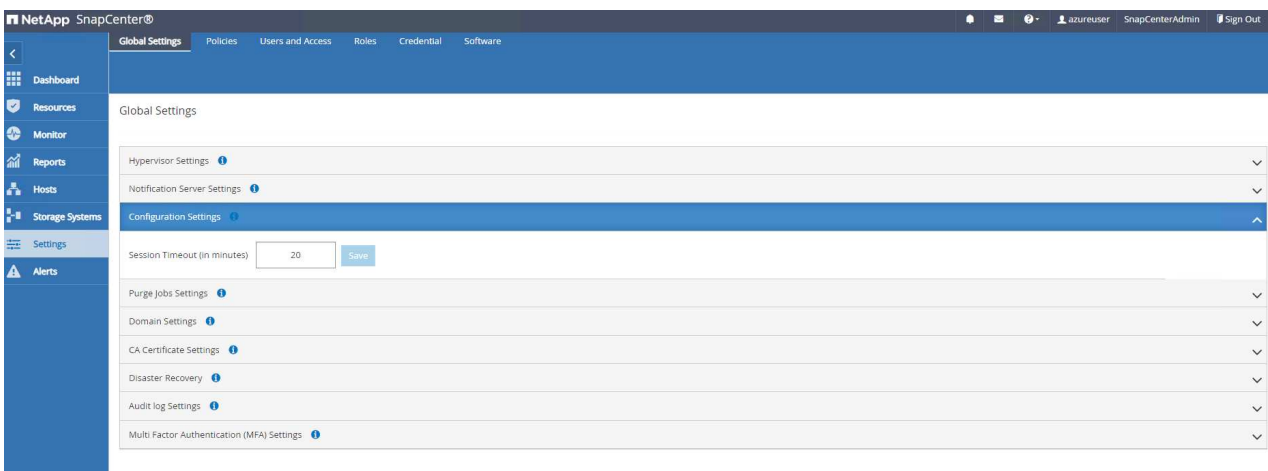 NetApp SnapCenter® azureuser SnapCenterAdmin Sign Out
Global Settings Policies Users and Access Roles Credential Software
Dashboard
Resources
Monitor
Reports
Hosts
Storage Systems
Settings
Alerts
Global Settings
Hypervisor Settings
Notification Server Settings
Configuration Settings
Session Timeout (in minutes) 20 Save
Purge Jobs Settings
Domain Settings
CA Certificate Settings
Disaster Recovery
Audit log Settings
Multi Factor Authentication (MFA) Settings